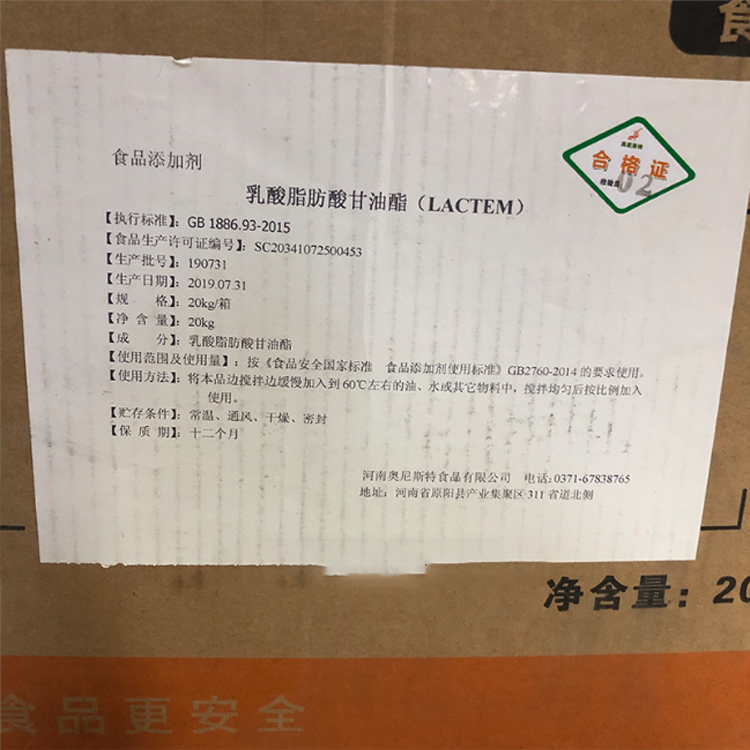 食
食品添加剂
奥尼斯特
合格证
检验员 02
乳酸脂肪酸甘油酯（LACTEM）
【执行标准】：GB 1886.93-2015
【食品生产许可证编号】：SC20341072500453
【生产批号】：190731
【生产日期】：2019.07.31
【规 格】：20kg/箱
【净 含 量】：20kg
【成 分】：乳酸脂肪酸甘油酯
【使用范围及使用量】：按《食品安全国家标准 食品添加剂使用标准》GB2760-2014 的要求使用。
【使用方法】：将本品边搅拌边缓慢加入到 60℃左右的油、水或其它物料中，搅拌均匀后按比例加入
使用。
【贮存条件】：常温、通风、干燥、密封
【保 质 期】：十二个月
河南奥尼斯特食品有限公司 电话：0371-67838765
地址：河南省原阳县产业集聚区 311 省道北侧
净含量：20
食品更安全